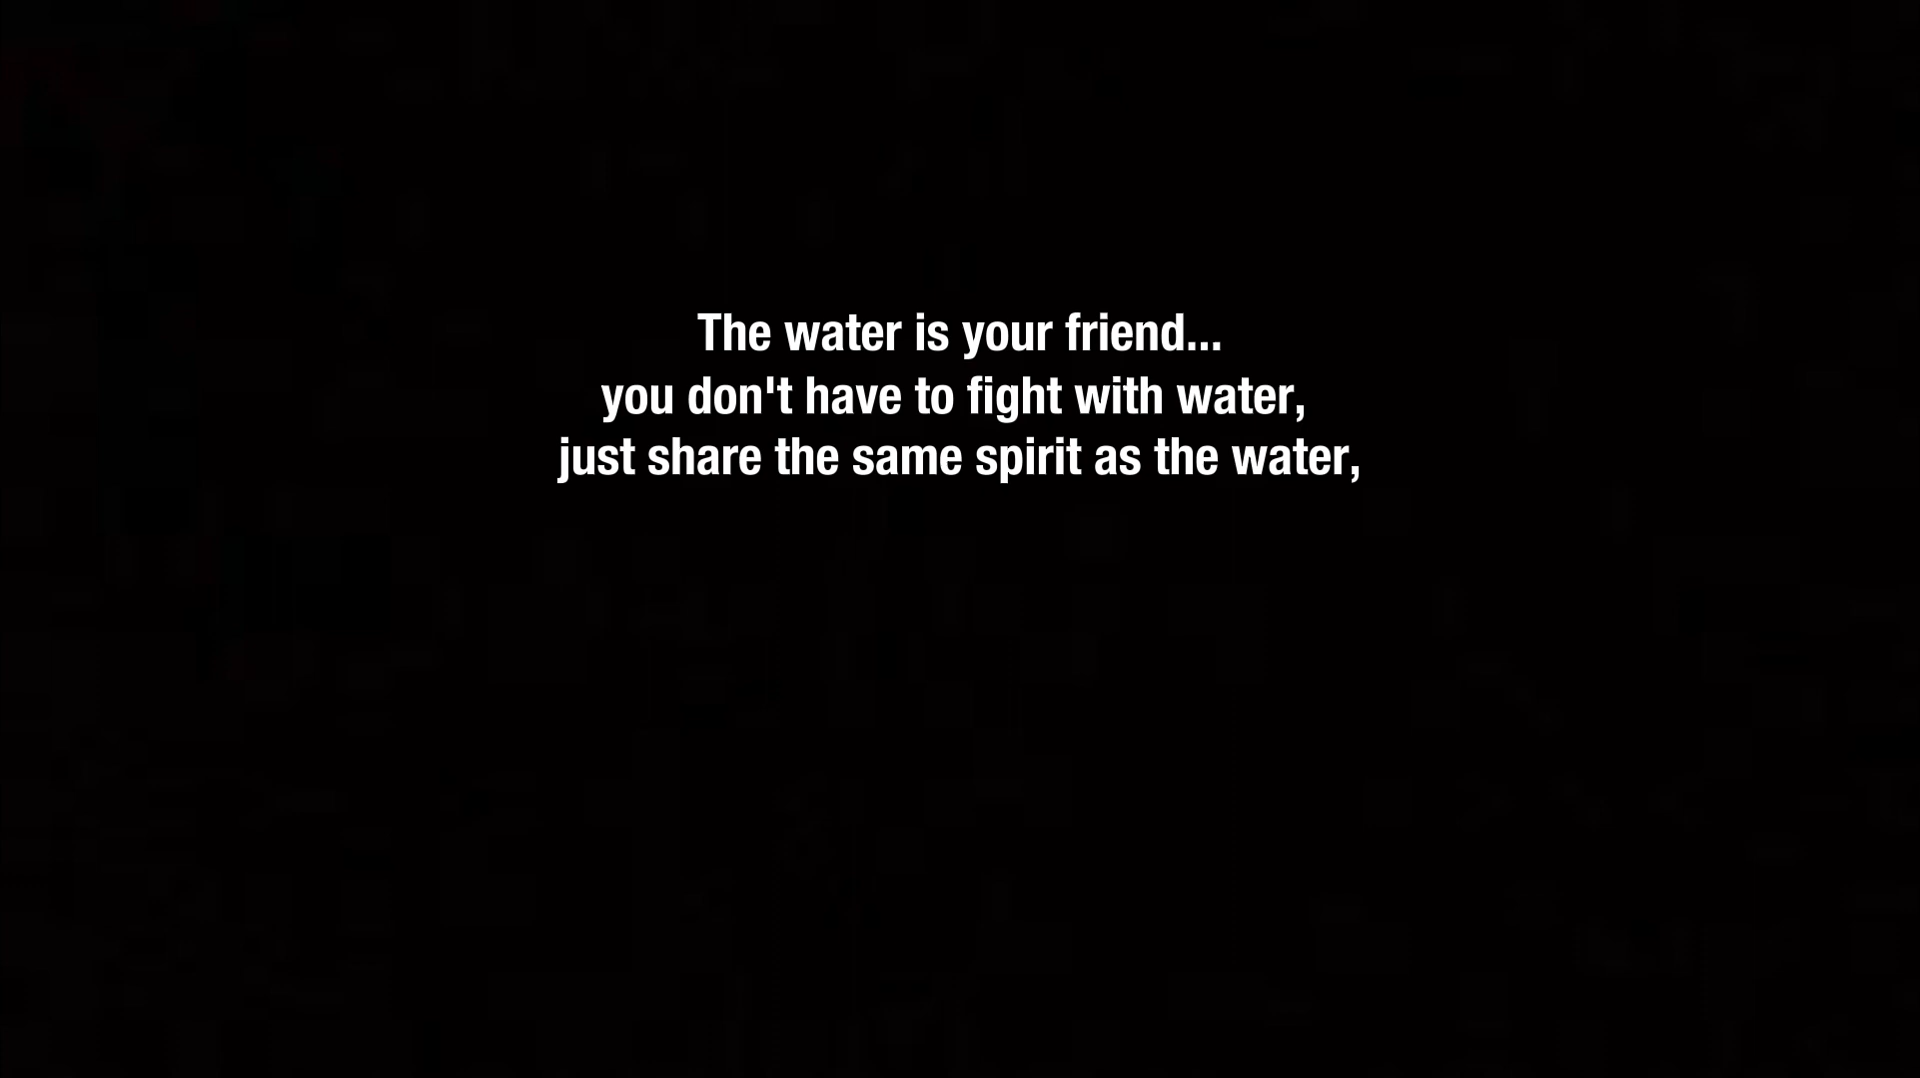 The water is your friend...
you don't have to fight with water,
just share the same spirit as the water,